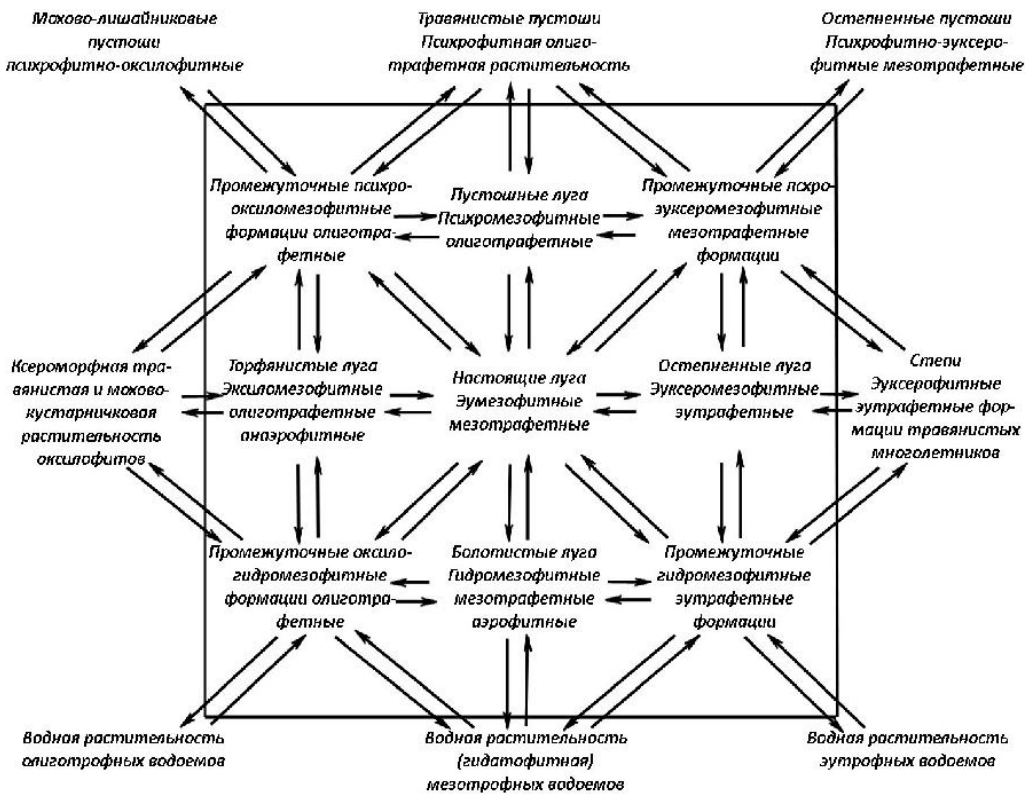 Мохово-лишайниковые
пустоши
психрофитно-оксилофитные
Травянистые пустоши
Психрофитная олиго-
трафетная растительность
Остепненные пустоши
Психрофитно-эуксеро-
фитные мезотрафетные
Промежуточные психро-
оксиломезофитные
формации олиготра-
фетные
Пустошные луга
Психромезофитные
олиготрафетные
Промежуточные псхро-
эуксеромезофитные
мезотрафетные
формации
Ксероморфная тра-
вянистая и мохово-
кустарничковая
растительность
оксилофитов
Торфянистые луга
Эксиломезофитные
олиготрафетные
анаэрофитные
Настоящие луга
Эумезофитные
мезотрафетные
Остепненные луга
Эуксеромезофитные
эутрафетные
Степи
Эуксерофитные
эутрафетные фор-
мации травянистых
многолетников
Промежуточные оксило-
гидромезофитные
формации олиготра-
фетные
Болотистые луга
Гидромезофитные
мезотрафетные
аэрофитные
Промежуточные
гидромезофитные
эутрафетные
формации
Водная растительность
олиготрофных водоемов
Водная растительность
(гидатофитная)
мезотрофных водоемов
Водная растительность
эутрофных водоемов